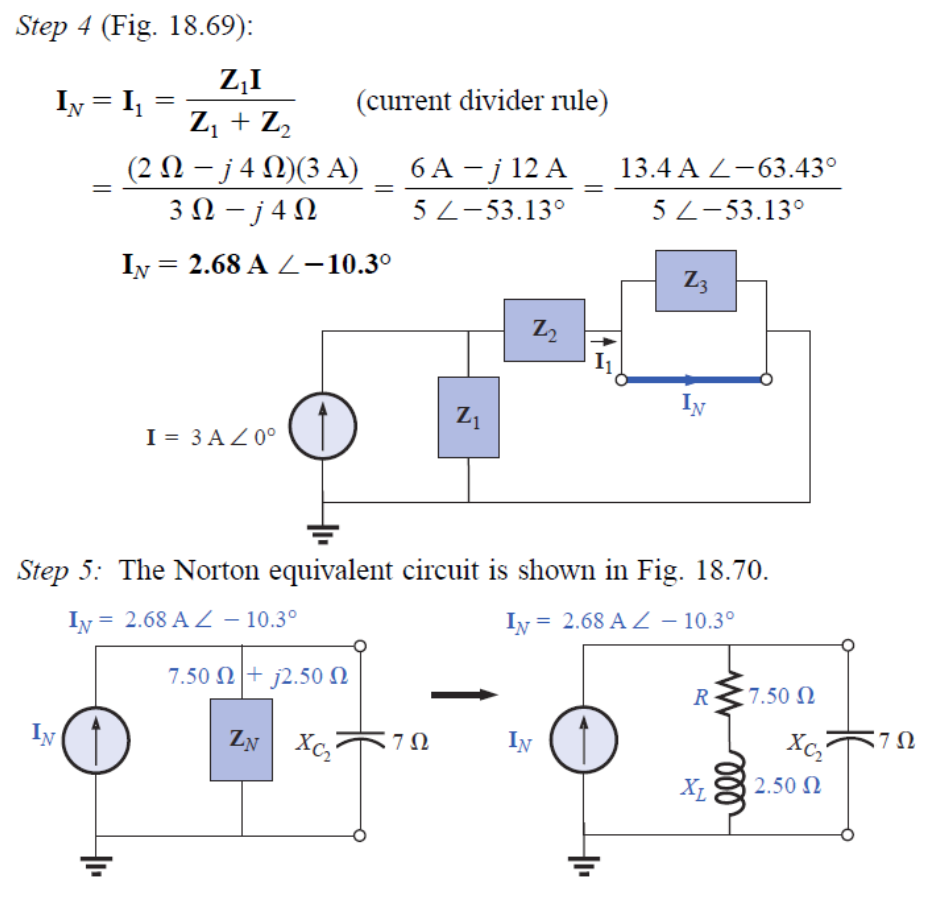 Step 4 (Fig. 18.69):
I_N = I_1 = Z_1I / (Z_1 + Z_2) (current divider rule)
= (2 Ω − j 4 Ω)(3 A) / (3 Ω − j 4 Ω) = (6 A − j 12 A) / (5 ∠−53.13°) = (13.4 A ∠−63.43°) / (5 ∠−53.13°)
I_N = 2.68 A ∠−10.3°
Z_3
Z_2
I_1
Z_1
I_N
I = 3 A ∠ 0°
Step 5: The Norton equivalent circuit is shown in Fig. 18.70.
I_N = 2.68 A ∠ − 10.3°
7.50 Ω + j2.50 Ω
I_N
Z_N
X_C_2
7 Ω
I_N = 2.68 A ∠ − 10.3°
R
7.50 Ω
I_N
X_C_2
7 Ω
X_L
2.50 Ω